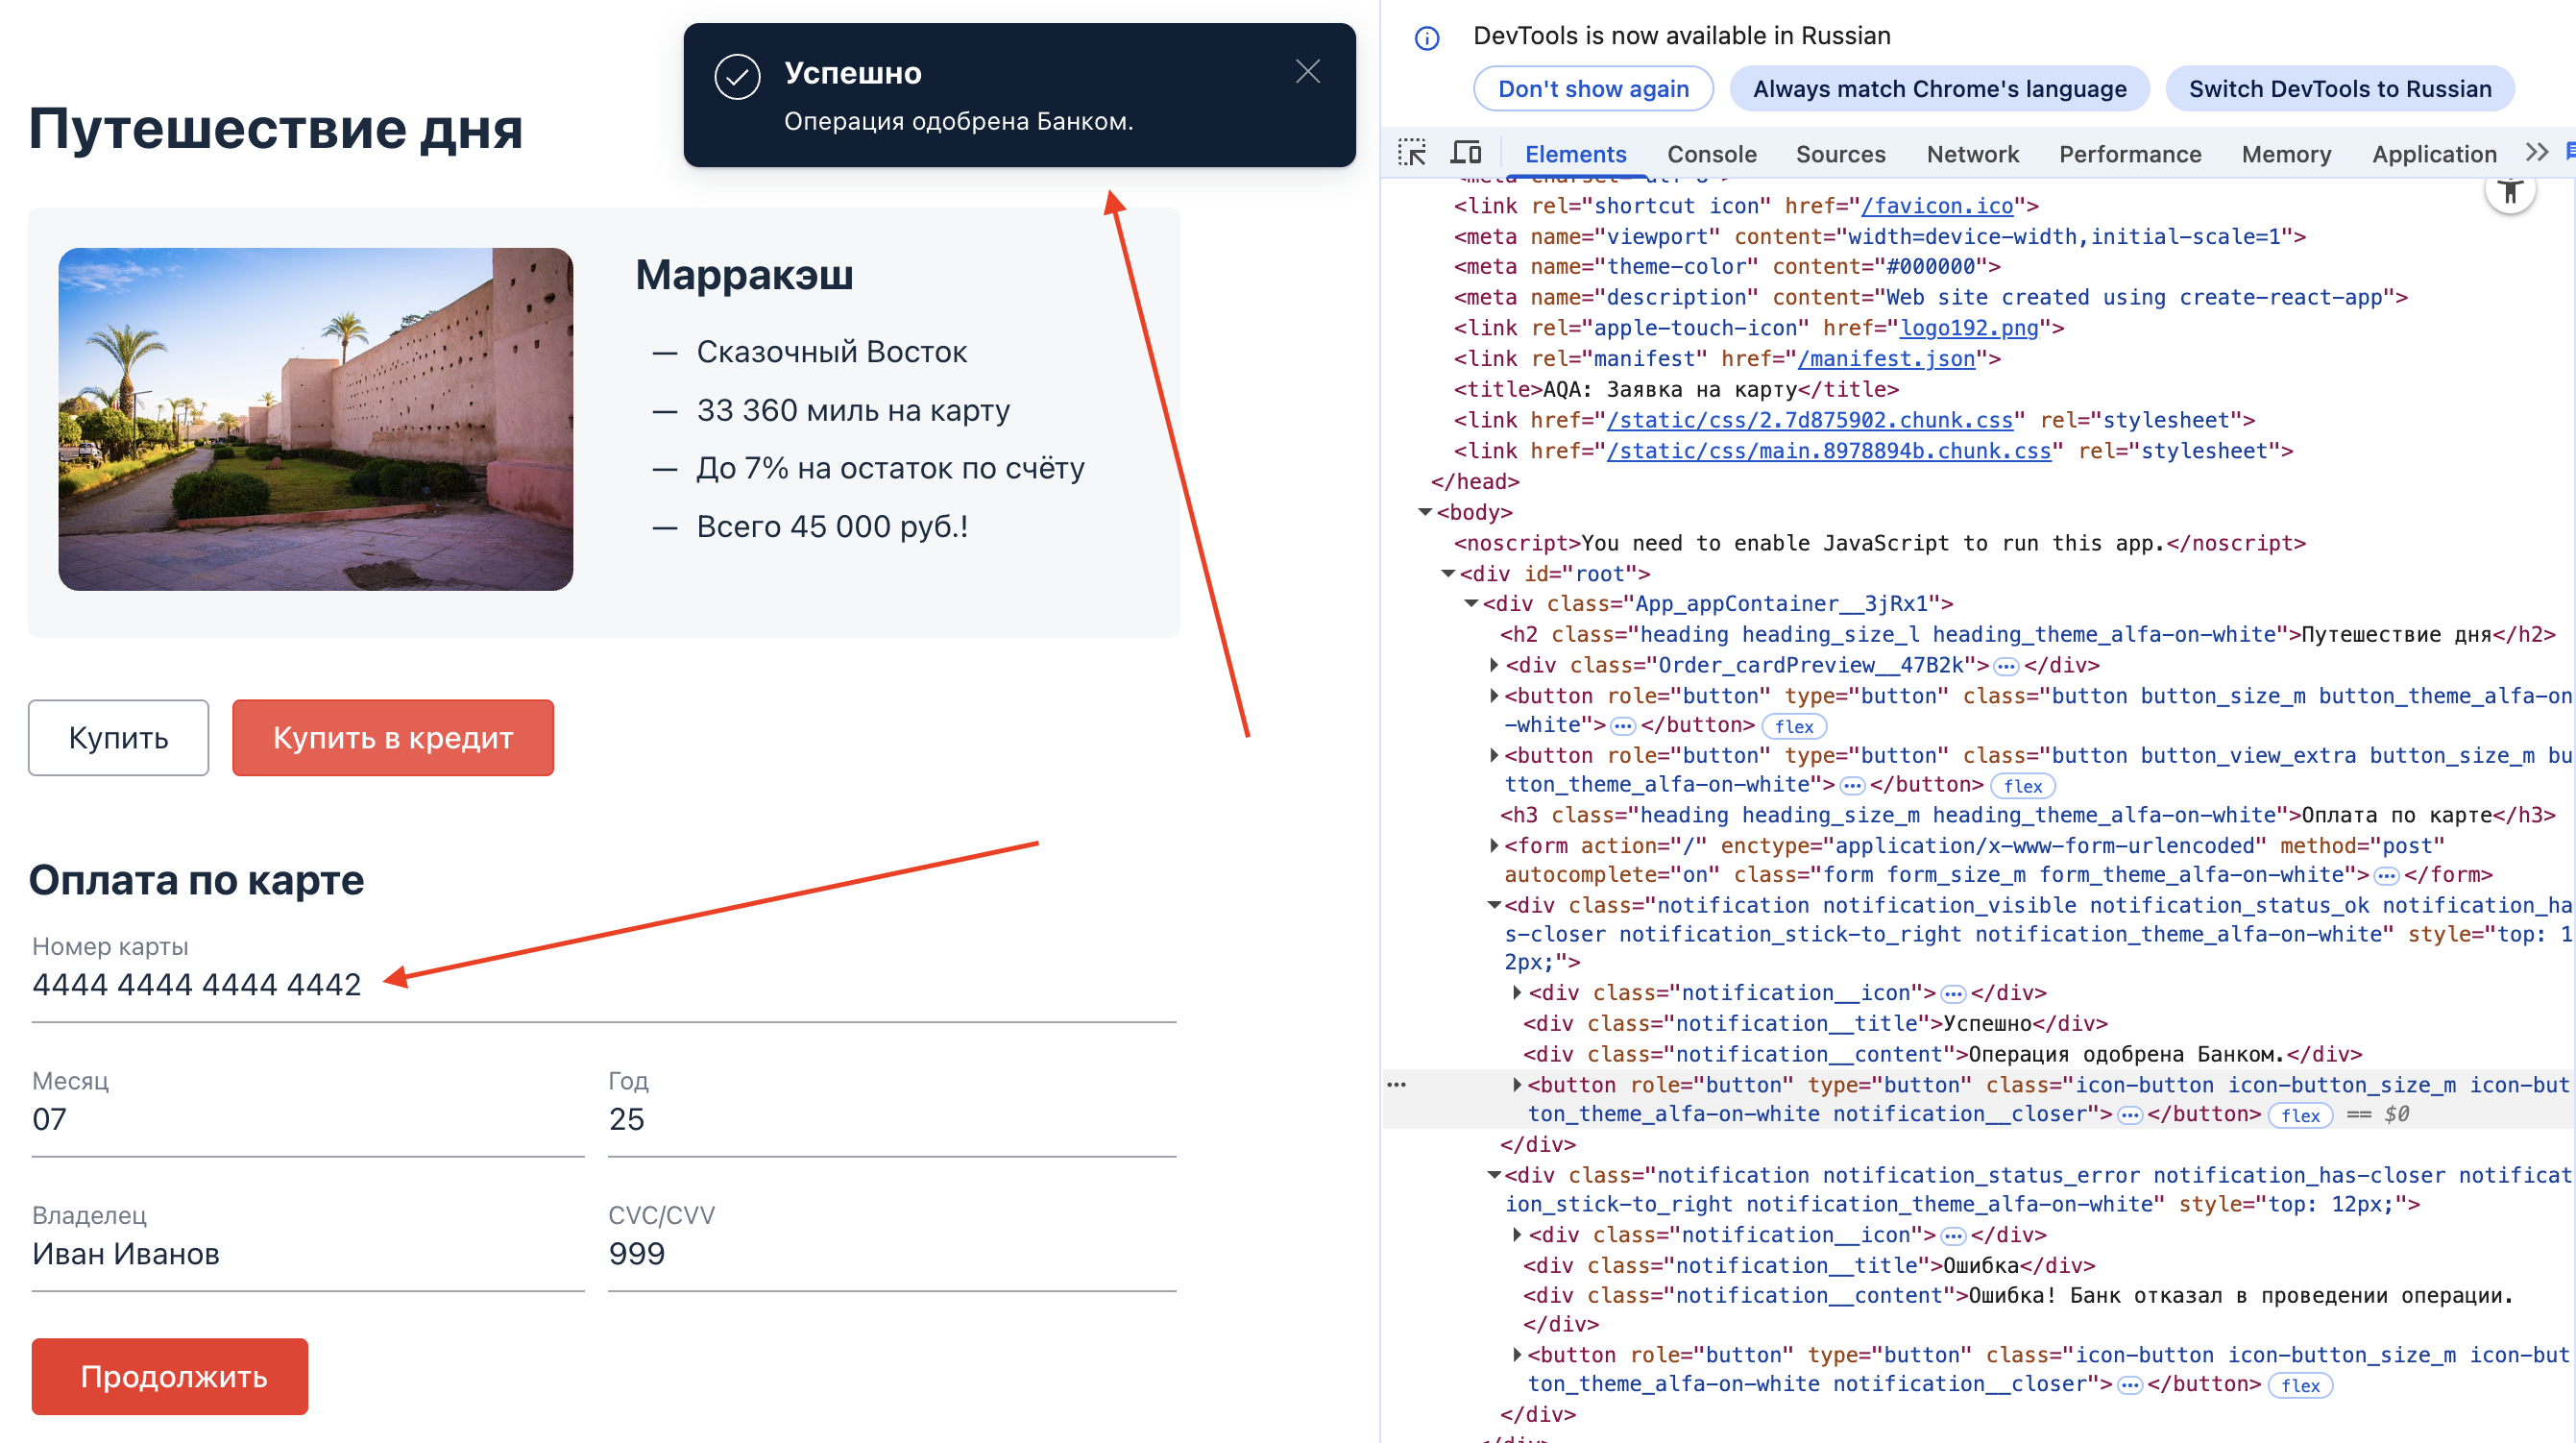 Успешно
Операция одобрена Банком.
Путешествие дня
Марракэш
— Сказочный Восток
— 33 360 миль на карту
— До 7% на остаток по счёту
— Всего 45 000 руб.!
Купить
Купить в кредит
Оплата по карте
Номер карты
4444 4444 4444 4442
Месяц
07
Год
25
Владелец
Иван Иванов
CVC/CVV
999
Продолжить
DevTools is now available in Russian
Don't show again
Always match Chrome's language
Switch DevTools to Russian
Elements Console Sources Network Performance Memory Application
<link rel="shortcut icon" href="/favicon.ico">
<meta name="viewport" content="width=device-width,initial-scale=1">
<meta name="theme-color" content="#000000">
<meta name="description" content="Web site created using create-react-app">
<link rel="apple-touch-icon" href="logo192.png">
<link rel="manifest" href="/manifest.json">
<title>AQA: Заявка на карту</title>
<link href="/static/css/2.7d875902.chunk.css" rel="stylesheet">
<link href="/static/css/main.8978894b.chunk.css" rel="stylesheet">
</head>
<body>
<noscript>You need to enable JavaScript to run this app.</noscript>
<div id="root">
<div class="App_appContainer__3jRx1">
<h2 class="heading heading_size_l heading_theme_alfa-on-white">Путешествие дня</h2>
<div class="Order_cardPreview__47B2k">…</div>
<button role="button" type="button" class="button button_size_m button_theme_alfa-on
-white">…</button> flex
<button role="button" type="button" class="button button_view_extra button_size_m bu
tton_theme_alfa-on-white">…</button> flex
<h3 class="heading heading_size_m heading_theme_alfa-on-white">Оплата по карте</h3>
<form action="/" enctype="application/x-www-form-urlencoded" method="post"
autocomplete="on" class="form form_size_m form_theme_alfa-on-white">…</form>
<div class="notification notification_visible notification_status_ok notification_ha
s-closer notification_stick-to_right notification_theme_alfa-on-white" style="top: 1
2px;">
<div class="notification__icon">…</div>
<div class="notification__title">Успешно</div>
<div class="notification__content">Операция одобрена Банком.</div>
<button role="button" type="button" class="icon-button icon-button_size_m icon-but
ton_theme_alfa-on-white notification__closer">…</button> flex == $0
</div>
<div class="notification notification_status_error notification_has-closer notificat
ion_stick-to_right notification_theme_alfa-on-white" style="top: 12px;">
<div class="notification__icon">…</div>
<div class="notification__title">Ошибка</div>
<div class="notification__content">Ошибка! Банк отказал в проведении операции.
</div>
<button role="button" type="button" class="icon-button icon-button_size_m icon-but
ton_theme_alfa-on-white notification__closer">…</button> flex
</div>